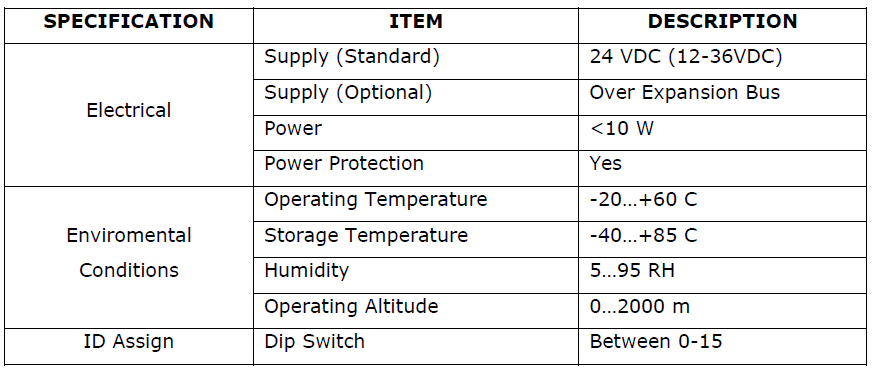 SPECIFICATION ITEM DESCRIPTION
Electrical
Supply (Standard) 24 VDC (12-36VDC)
Supply (Optional) Over Expansion Bus
Power <10 W
Power Protection Yes
Enviromental
Conditions
Operating Temperature -20…+60 C
Storage Temperature -40…+85 C
Humidity 5…95 RH
Operating Altitude 0…2000 m
ID Assign Dip Switch Between 0-15